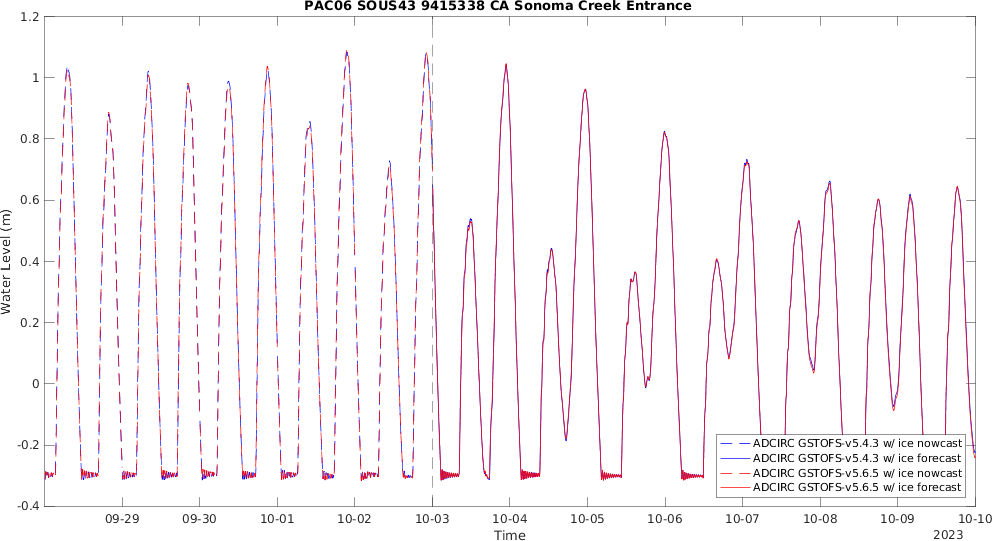 PAC06 SOUS43 9415338 CA Sonoma Creek Entrance
Water Level (m)
1.2
1
0.8
0.6
0.4
0.2
0
-0.2
-0.4
ADCIRC GSTOFS-v5.4.3 w/ ice nowcast
ADCIRC GSTOFS-v5.4.3 w/ ice forecast
ADCIRC GSTOFS-v5.6.5 w/ ice nowcast
ADCIRC GSTOFS-v5.6.5 w/ ice forecast
09-29 09-30 10-01 10-02 10-03 10-04 10-05 10-06 10-07 10-08 10-09 10-10
Time
2023